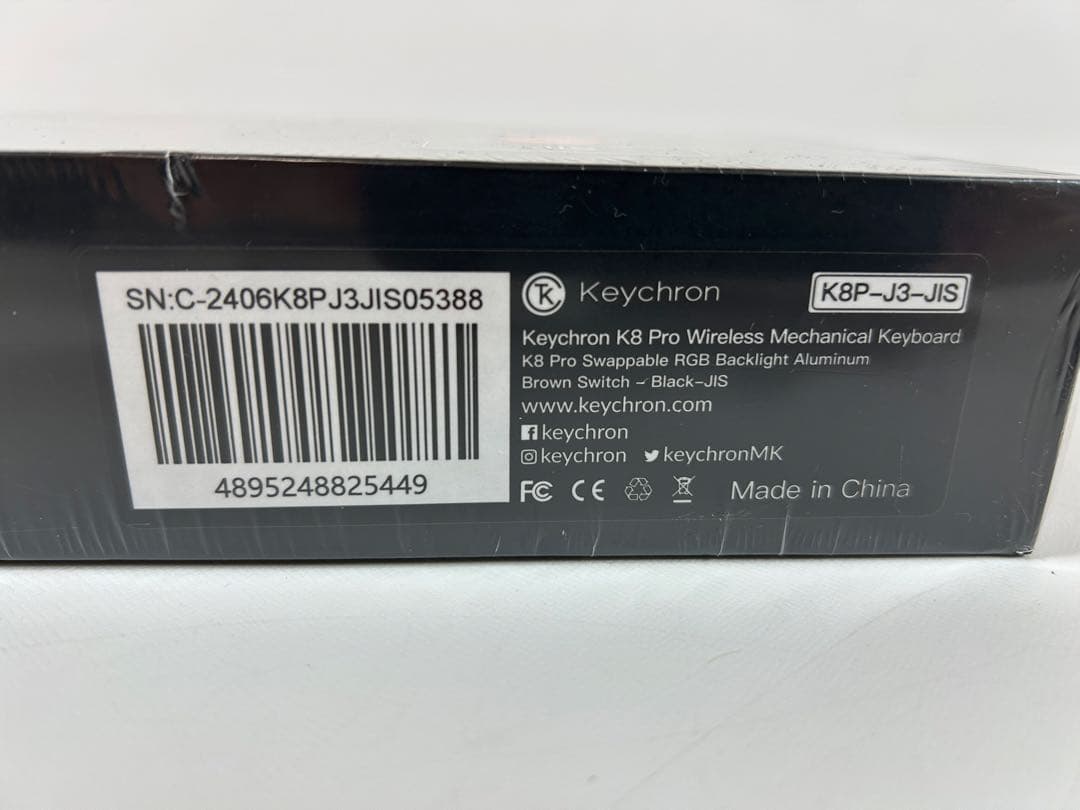 SN:C-2406K8PJ3JIS05388
4895248825449
Keychron
K8P-J3-JIS
Keychron K8 Pro Wireless Mechanical Keyboard
K8 Pro Swappable RGB Backlight Aluminum
Brown Switch - Black-JIS
www.keychron.com
keychron
keychron keychronMK
FC CE Made in China